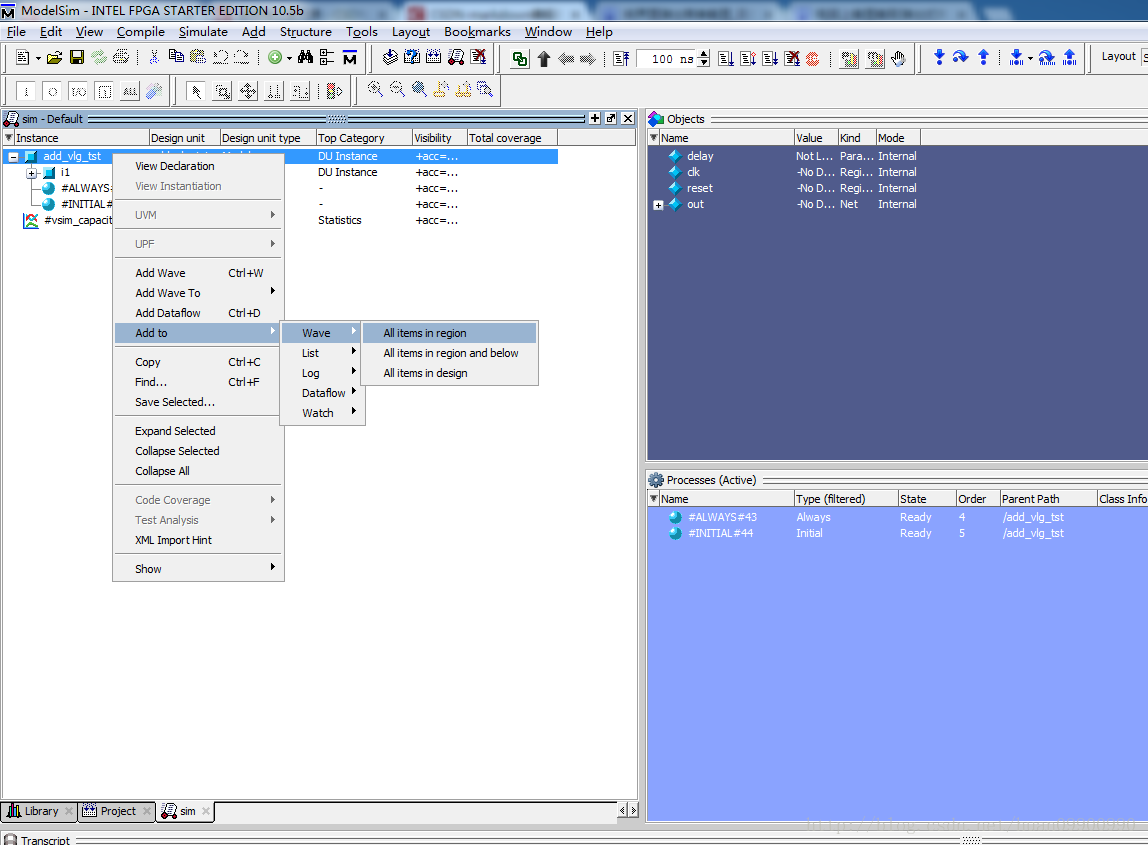 ModelSim - INTEL FPGA STARTER EDITION 10.5b
File Edit View Compile Simulate Add Structure Tools Layout Bookmarks Window Help
100 ns
Layout
ALL
sim - Default
Instance Design unit Design unit type Top Category Visibility Total coverage
add_vlg_tst DU Instance +acc=...
i1 DU Instance +acc=...
#ALWAYS - +acc=...
#INITIAL# - +acc=...
#vsim_capacit Statistics +acc=...
View Declaration
View Instantiation
UVM
UPF
Add Wave Ctrl+W
Add Wave To
Add Dataflow Ctrl+D
Add to
Copy Ctrl+C
Find... Ctrl+F
Save Selected...
Expand Selected
Collapse Selected
Collapse All
Code Coverage
Test Analysis
XML Import Hint
Show
Wave
List
Log
Dataflow
Watch
All items in region
All items in region and below
All items in design
Objects
Name Value Kind Mode
delay Not L... Para... Internal
clk -No D... Regi... Internal
reset -No D... Regi... Internal
out -No D... Net Internal
Processes (Active)
Name Type (filtered) State Order Parent Path Class Info
#ALWAYS#43 Always Ready 4 /add_vlg_tst
#INITIAL#44 Initial Ready 5 /add_vlg_tst
Library Project sim
Transcript